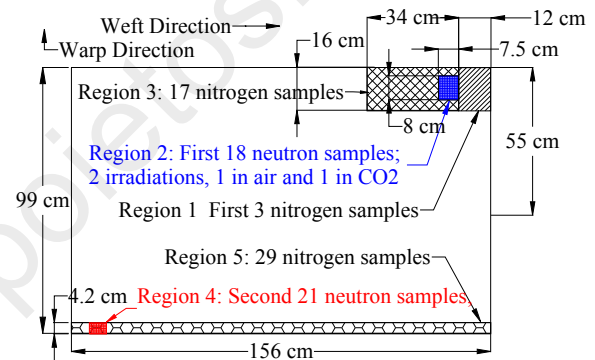 Weft Direction
34 cm
12 cm
Warp Direction
16 cm
7.5 cm
Region 3: 17 nitrogen samples
8 cm
Region 2: First 18 neutron samples;
2 irradiations, 1 in air and 1 in CO2
55 cm
99 cm
Region 1 First 3 nitrogen samples
Region 5: 29 nitrogen samples
4.2 cm
Region 4: Second 21 neutron samples,
156 cm